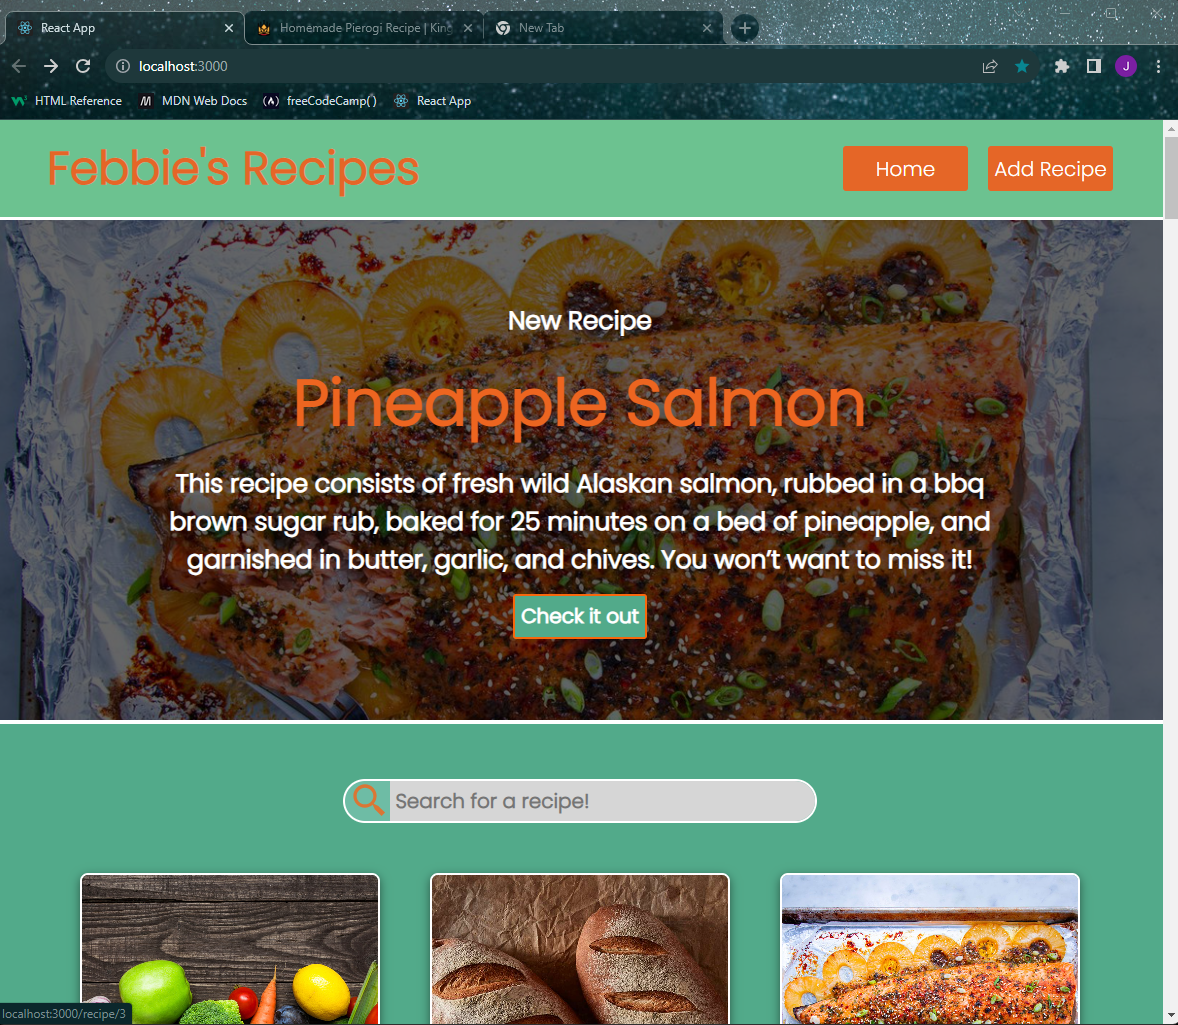 React App
Homemade Pierogi Recipe | King
New Tab
localhost:3000
J
HTML Reference
MDN Web Docs
freeCodeCamp()
React App
Febbie's Recipes
Home
Add Recipe
New Recipe
Pineapple Salmon
This recipe consists of fresh wild Alaskan salmon, rubbed in a bbq
brown sugar rub, baked for 25 minutes on a bed of pineapple, and
garnished in butter, garlic, and chives. You won’t want to miss it!
Check it out
Search for a recipe!
localhost:3000/recipe/3